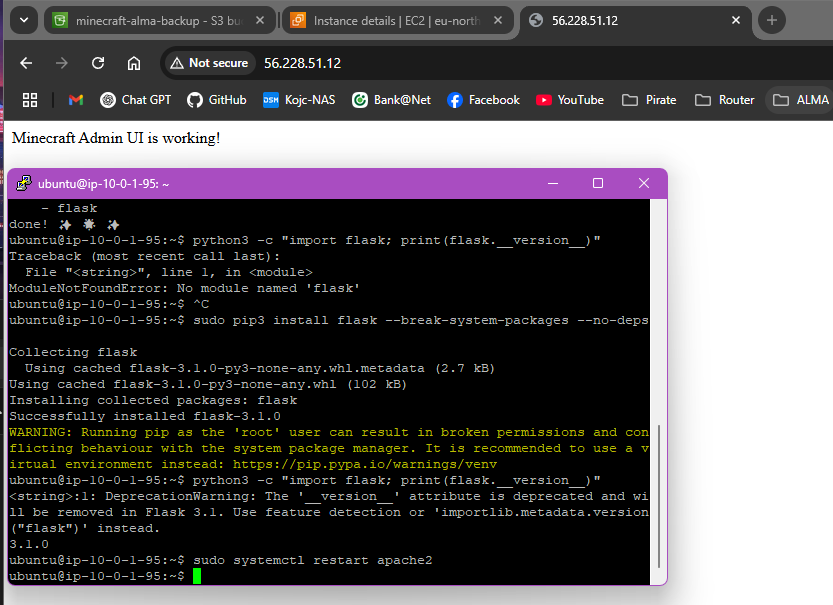 minecraft-alma-backup - S3 bu
Instance details | EC2 | eu-north
56.228.51.12
Not secure
56.228.51.12
Chat GPT
GitHub
DSM
Kojc-NAS
Bank@Net
Facebook
YouTube
Pirate
Router
ALMA
Minecraft Admin UI is working!
ubuntu@ip-10-0-1-95: ~
- flask
done! ✨ 🌟 ✨
ubuntu@ip-10-0-1-95:~$ python3 -c "import flask; print(flask.__version__)"
Traceback (most recent call last):
File "<string>", line 1, in <module>
ModuleNotFoundError: No module named 'flask'
ubuntu@ip-10-0-1-95:~$ ^C
ubuntu@ip-10-0-1-95:~$ sudo pip3 install flask --break-system-packages --no-deps
Collecting flask
Using cached flask-3.1.0-py3-none-any.whl.metadata (2.7 kB)
Using cached flask-3.1.0-py3-none-any.whl (102 kB)
Installing collected packages: flask
Successfully installed flask-3.1.0
WARNING: Running pip as the 'root' user can result in broken permissions and con
flicting behaviour with the system package manager. It is recommended to use a v
irtual environment instead: https://pip.pypa.io/warnings/venv
ubuntu@ip-10-0-1-95:~$ python3 -c "import flask; print(flask.__version__)"
<string>:1: DeprecationWarning: The '__version__' attribute is deprecated and wi
ll be removed in Flask 3.1. Use feature detection or 'importlib.metadata.version
("flask")' instead.
3.1.0
ubuntu@ip-10-0-1-95:~$ sudo systemctl restart apache2
ubuntu@ip-10-0-1-95:~$